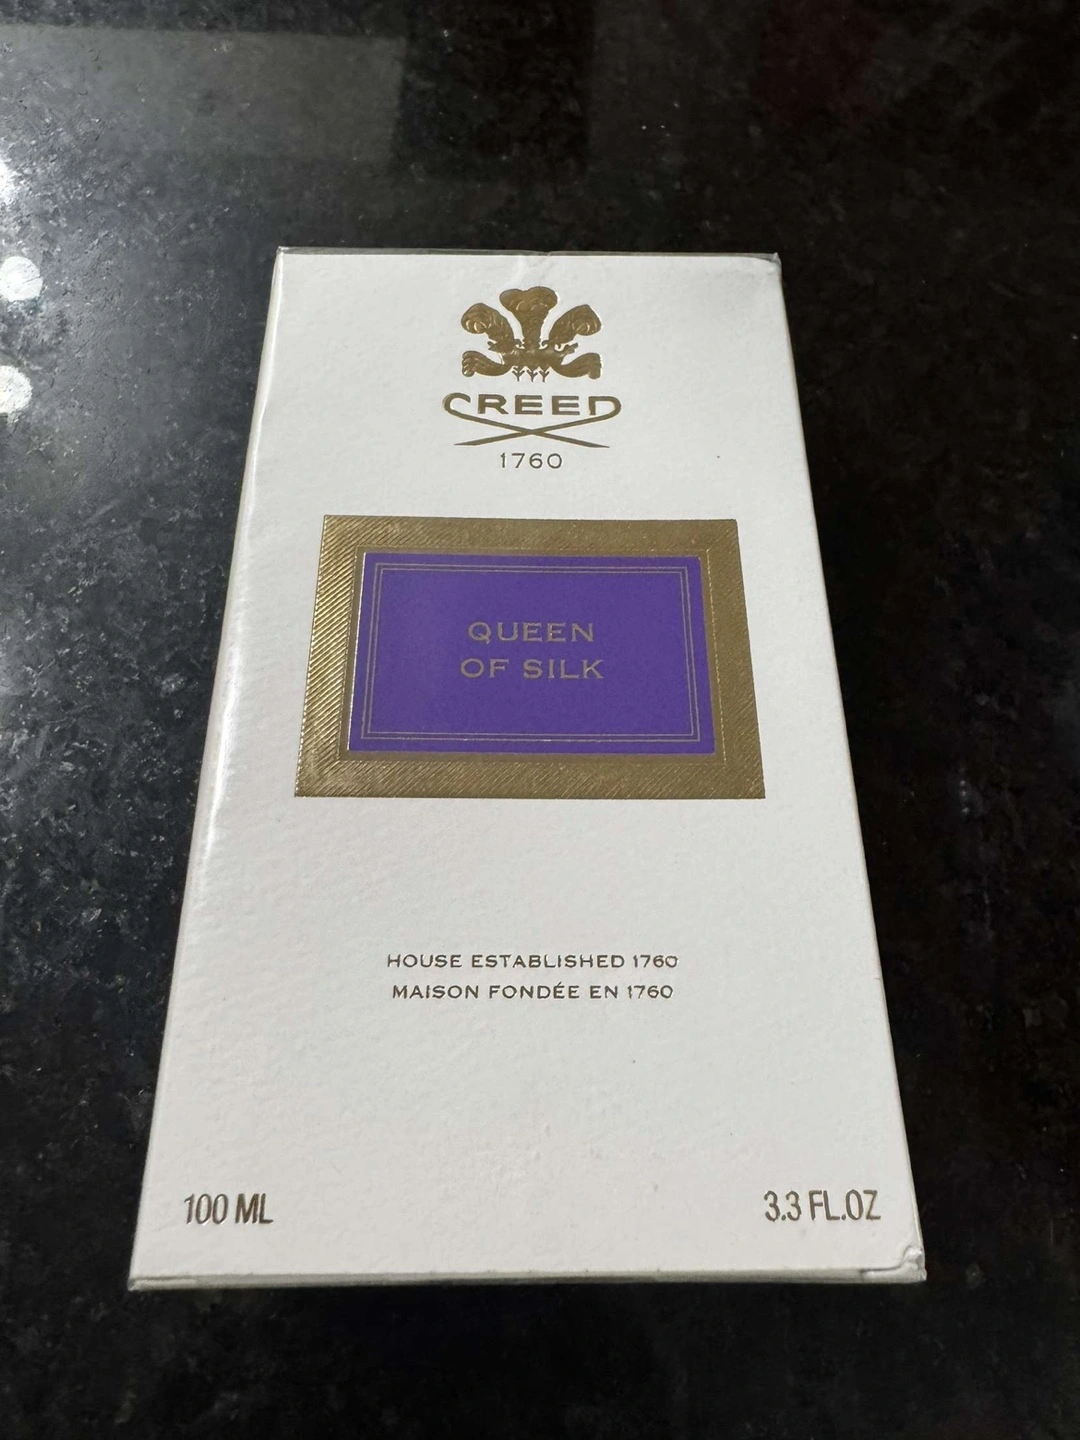 CREED
1760
QUEEN
OF SILK
HOUSE ESTABLISHED 1760
MAISON FONDÉE EN 1760
100 ML
3.3 FL.OZ